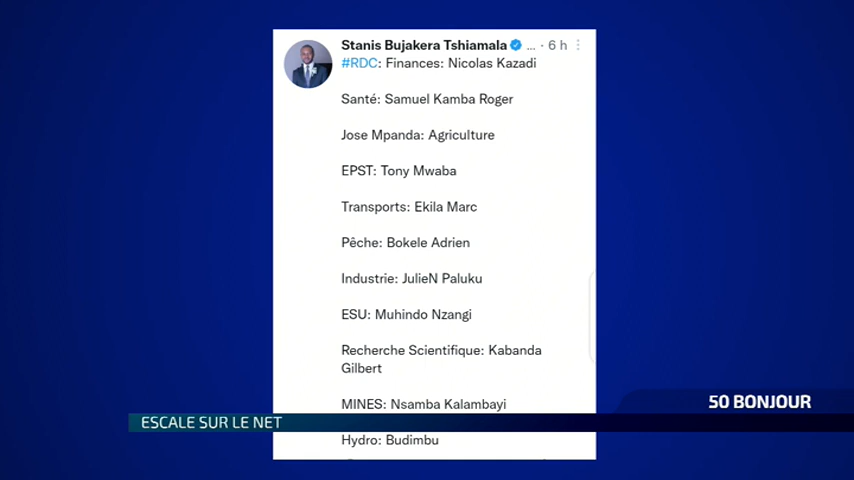 Stanis Bujakera Tshiamala ... · 6 h
#RDC: Finances: Nicolas Kazadi
Santé: Samuel Kamba Roger
Jose Mpanda: Agriculture
EPST: Tony Mwaba
Transports: Ekila Marc
Pêche: Bokele Adrien
Industrie: JulieN Paluku
ESU: Muhindo Nzangi
Recherche Scientifique: Kabanda
Gilbert
MINES: Nsamba Kalambayi
Hydro: Budimbu
50 BONJOUR
ESCALE SUR LE NET